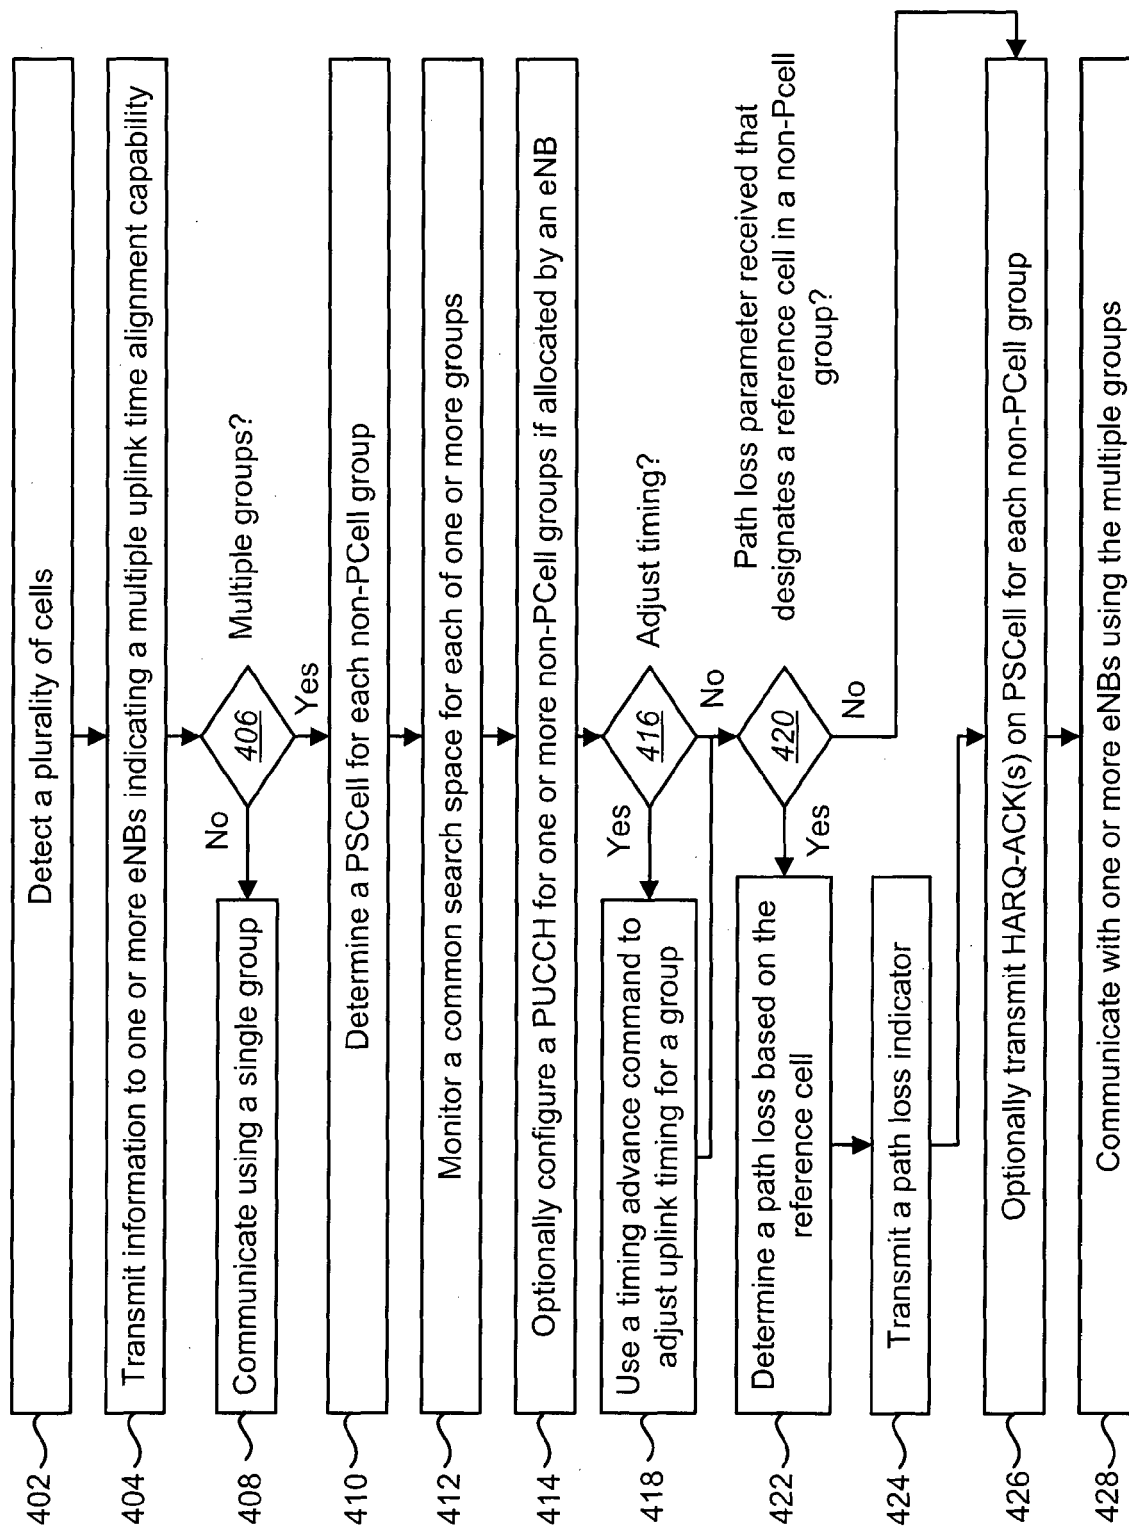 402
Detect a plurality of cells
404
Transmit information to one or more eNBs indicating a multiple uplink time alignment capability
406
Multiple groups?
No
Yes
408
Communicate using a single group
410
Determine a PSCell for each non-PCell group
412
Monitor a common search space for each of one or more groups
414
Optionally configure a PUCCH for one or more non-PCell groups if allocated by an eNB
416
Adjust timing?
Yes
No
418
Use a timing advance command to
adjust uplink timing for a group
420
Path loss parameter received that
designates a reference cell in a non-Pcell
group?
Yes
No
422
Determine a path loss based on the
reference cell
424
Transmit a path loss indicator
426
Optionally transmit HARQ-ACK(s) on PSCell for each non-PCell group
428
Communicate with one or more eNBs using the multiple groups